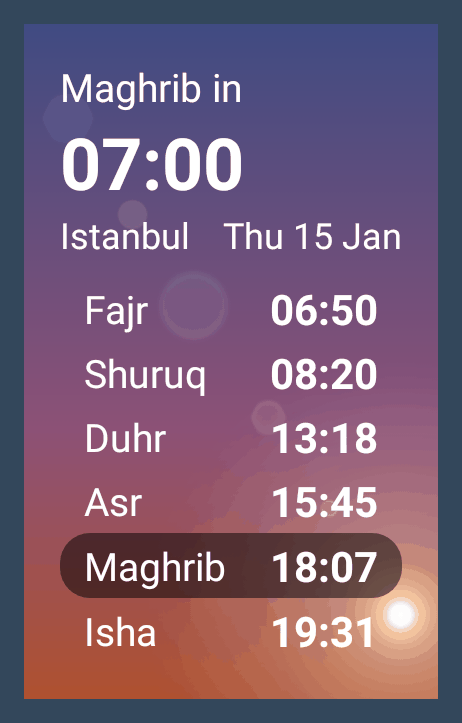 Maghrib in
07:00
Istanbul Thu 15 Jan
Fajr 06:50
Shuruq 08:20
Duhr 13:18
Asr 15:45
Maghrib 18:07
Isha 19:31